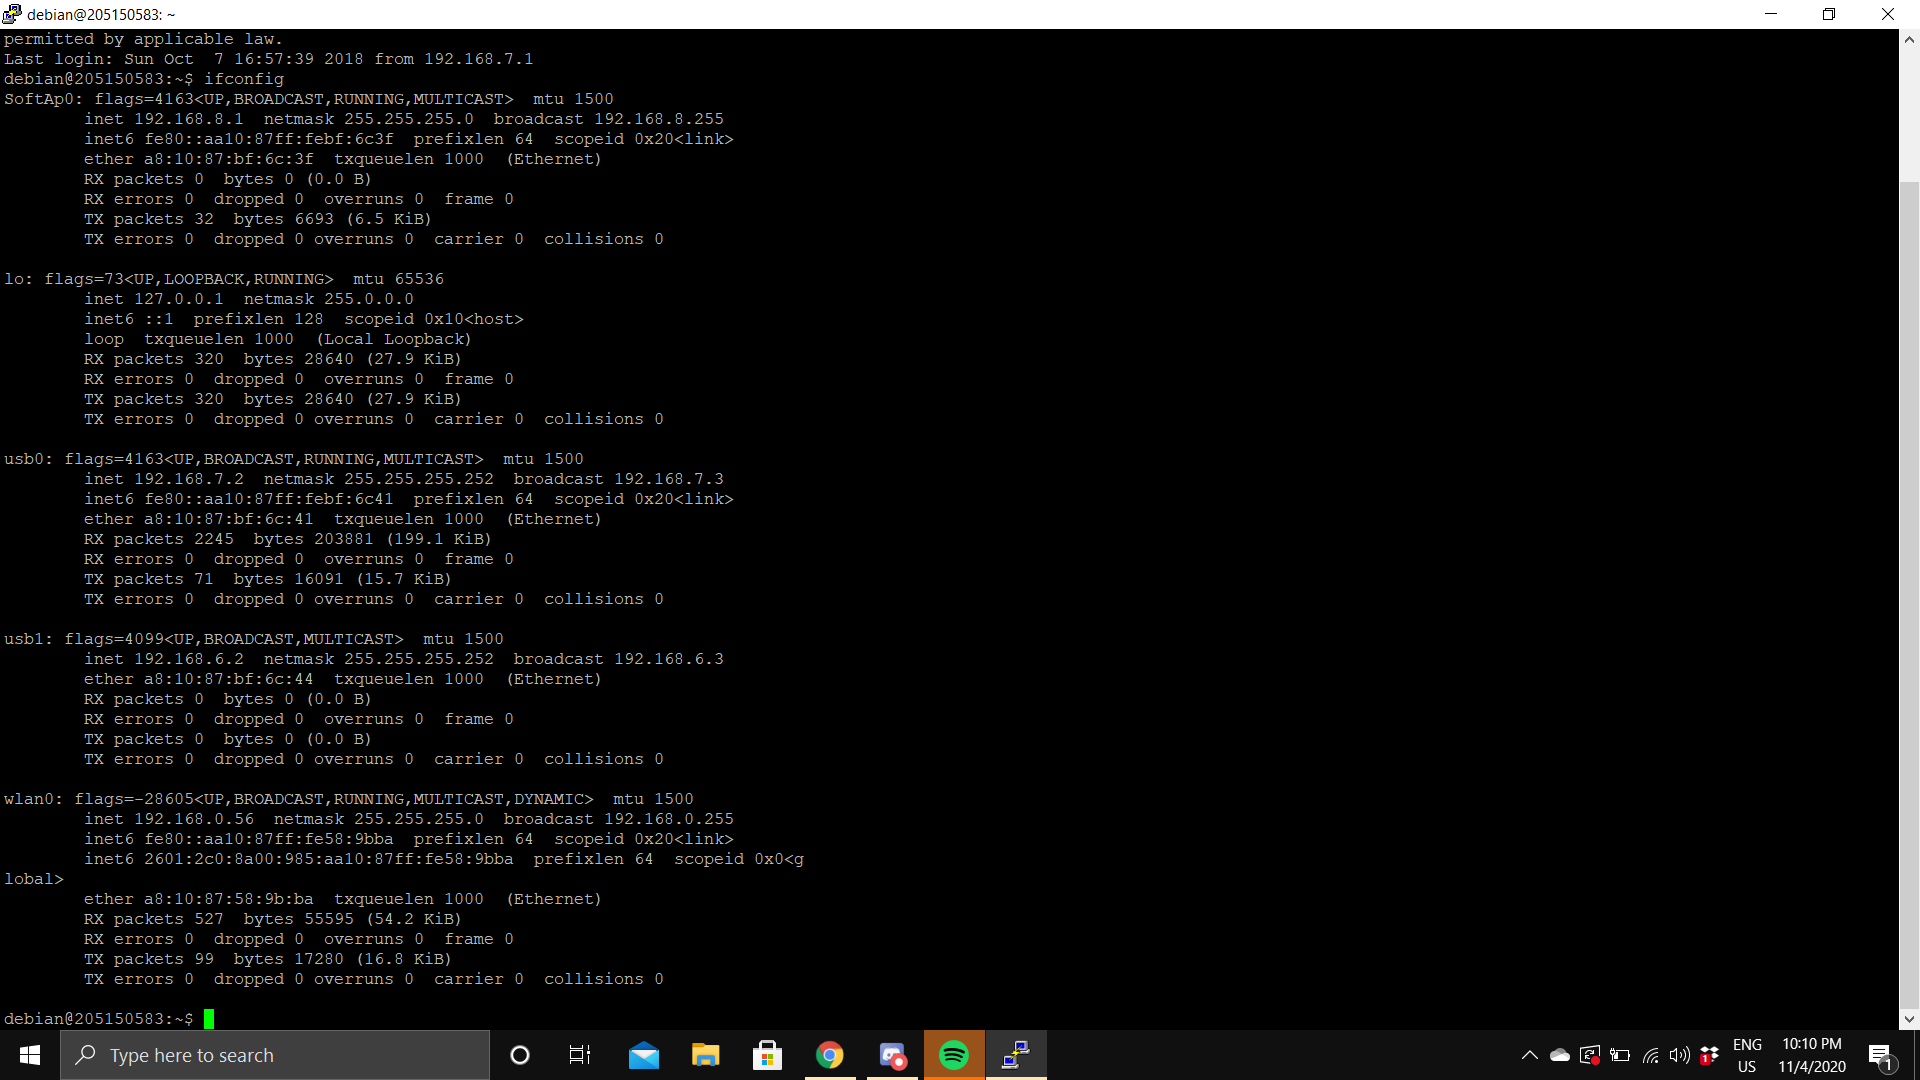 debian@205150583: ~
permitted by applicable law.
Last login: Sun Oct  7 16:57:39 2018 from 192.168.7.1
debian@205150583:~$ ifconfig
SoftAp0: flags=4163<UP,BROADCAST,RUNNING,MULTICAST>  mtu 1500
        inet 192.168.8.1  netmask 255.255.255.0  broadcast 192.168.8.255
        inet6 fe80::aa10:87ff:febf:6c3f  prefixlen 64  scopeid 0x20<link>
        ether a8:10:87:bf:6c:3f  txqueuelen 1000  (Ethernet)
        RX packets 0  bytes 0 (0.0 B)
        RX errors 0  dropped 0  overruns 0  frame 0
        TX packets 32  bytes 6693 (6.5 KiB)
        TX errors 0  dropped 0 overruns 0  carrier 0  collisions 0

lo: flags=73<UP,LOOPBACK,RUNNING>  mtu 65536
        inet 127.0.0.1  netmask 255.0.0.0
        inet6 ::1  prefixlen 128  scopeid 0x10<host>
        loop  txqueuelen 1000  (Local Loopback)
        RX packets 320  bytes 28640 (27.9 KiB)
        RX errors 0  dropped 0  overruns 0  frame 0
        TX packets 320  bytes 28640 (27.9 KiB)
        TX errors 0  dropped 0 overruns 0  carrier 0  collisions 0

usb0: flags=4163<UP,BROADCAST,RUNNING,MULTICAST>  mtu 1500
        inet 192.168.7.2  netmask 255.255.255.252  broadcast 192.168.7.3
        inet6 fe80::aa10:87ff:febf:6c41  prefixlen 64  scopeid 0x20<link>
        ether a8:10:87:bf:6c:41  txqueuelen 1000  (Ethernet)
        RX packets 2245  bytes 203881 (199.1 KiB)
        RX errors 0  dropped 0  overruns 0  frame 0
        TX packets 71  bytes 16091 (15.7 KiB)
        TX errors 0  dropped 0 overruns 0  carrier 0  collisions 0

usb1: flags=4099<UP,BROADCAST,MULTICAST>  mtu 1500
        inet 192.168.6.2  netmask 255.255.255.252  broadcast 192.168.6.3
        ether a8:10:87:bf:6c:44  txqueuelen 1000  (Ethernet)
        RX packets 0  bytes 0 (0.0 B)
        RX errors 0  dropped 0  overruns 0  frame 0
        TX packets 0  bytes 0 (0.0 B)
        TX errors 0  dropped 0 overruns 0  carrier 0  collisions 0

wlan0: flags=-28605<UP,BROADCAST,RUNNING,MULTICAST,DYNAMIC>  mtu 1500
        inet 192.168.0.56  netmask 255.255.255.0  broadcast 192.168.0.255
        inet6 fe80::aa10:87ff:fe58:9bba  prefixlen 64  scopeid 0x20<link>
        inet6 2601:2c0:8a00:985:aa10:87ff:fe58:9bba  prefixlen 64  scopeid 0x0<g
lobal>
        ether a8:10:87:58:9b:ba  txqueuelen 1000  (Ethernet)
        RX packets 527  bytes 55595 (54.2 KiB)
        RX errors 0  dropped 0  overruns 0  frame 0
        TX packets 99  bytes 17280 (16.8 KiB)
        TX errors 0  dropped 0 overruns 0  carrier 0  collisions 0

debian@205150583:~$
Type here to search
1
ENG
US
10:10 PM
11/4/2020
1